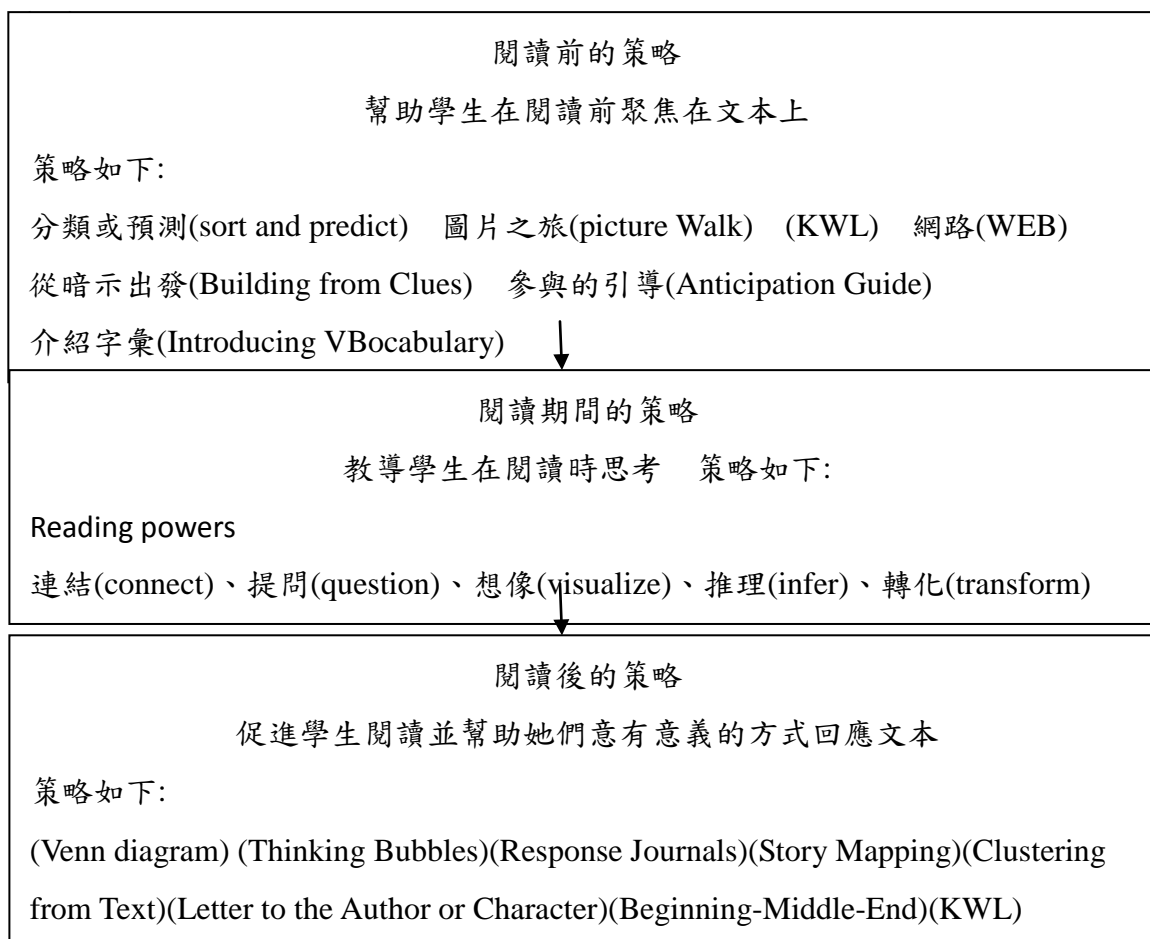 閱讀前的策略
幫助學生在閱讀前聚焦在文本上
策略如下:
分類或預測(sort and predict) 圖片之旅(picture Walk) (KWL) 網路(WEB)
從暗示出發(Building from Clues) 參與的引導(Anticipation Guide)
介紹字彙(Introducing VBocabulary)
閱讀期間的策略
教導學生在閱讀時思考 策略如下:
Reading powers
連結(connect)、提問(question)、想像(visualize)、推理(infer)、轉化(transform)
閱讀後的策略
促進學生閱讀並幫助她們意有意義的方式回應文本
策略如下:
(Venn diagram) (Thinking Bubbles)(Response Journals)(Story Mapping)(Clustering
from Text)(Letter to the Author or Character)(Beginning-Middle-End)(KWL)